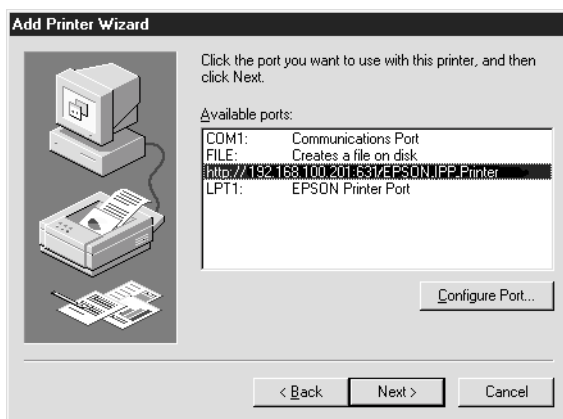 Add Printer Wizard
Click the port you want to use with this printer, and then
click Next.
Available ports:
COM1: Communications Port
FILE: Creates a file on disk
http://192.168.100.201:631/EPSON_IPP_Printer
LPT1: EPSON Printer Port
Configure Port...
< Back
Next >
Cancel